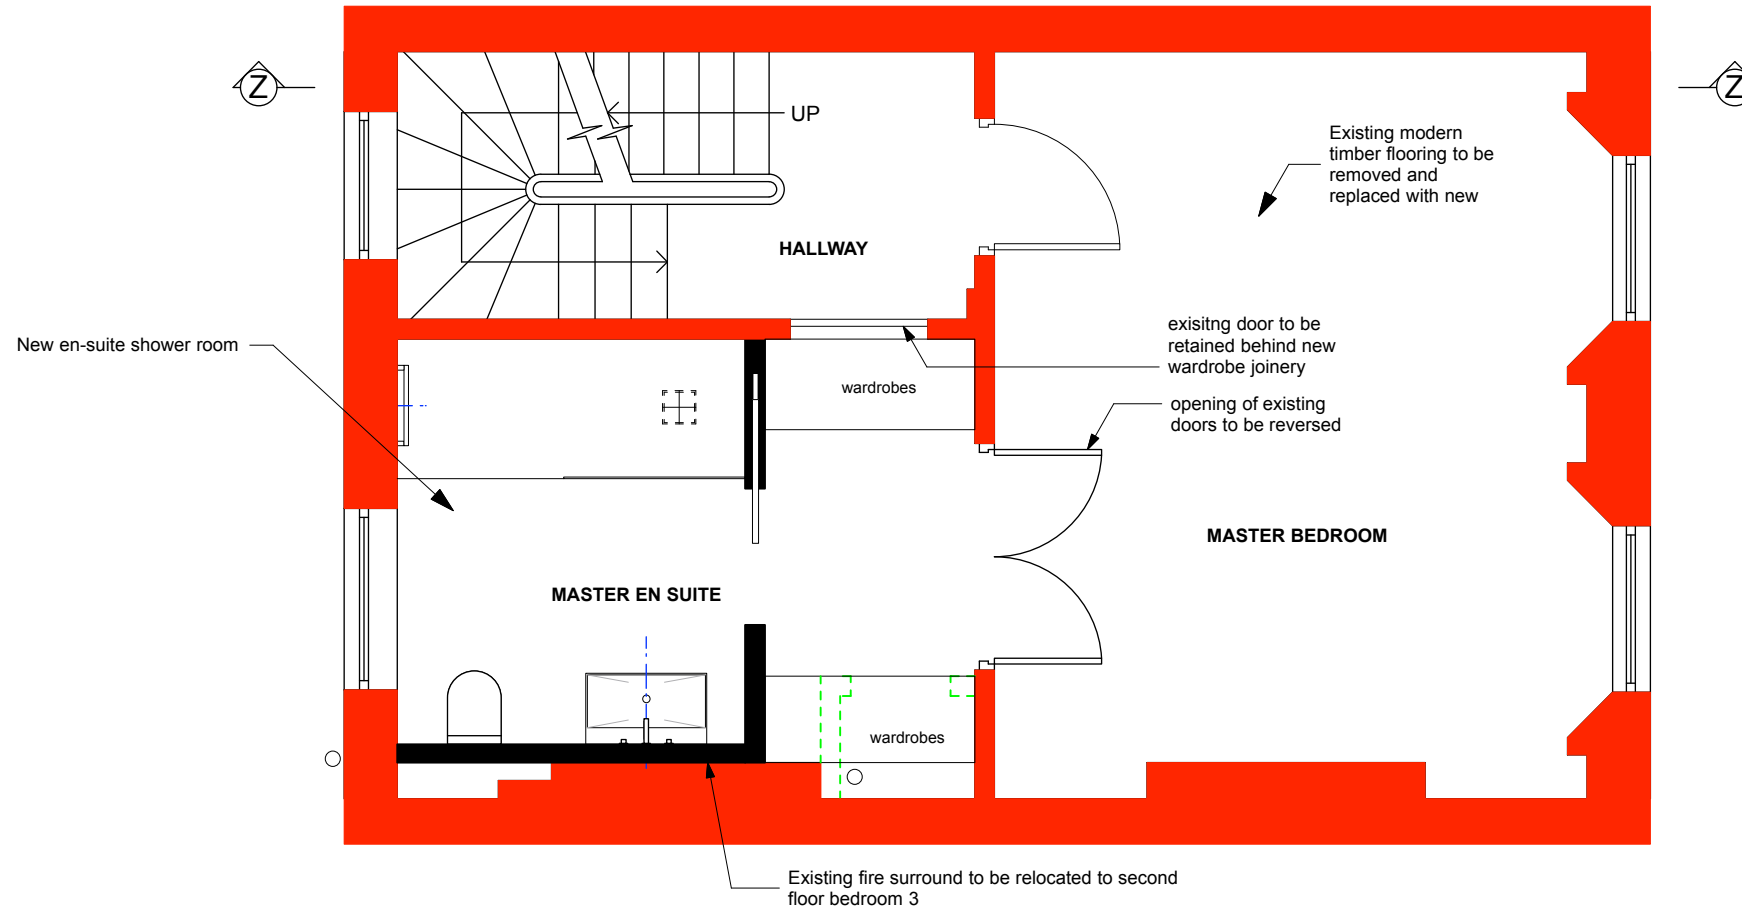 Z
Z
UP
Existing modern
timber flooring to be
removed and
replaced with new
HALLWAY
New en-suite shower room
exisitng door to be
retained behind new
wardrobe joinery
wardrobes
opening of existing
doors to be reversed
MASTER BEDROOM
MASTER EN SUITE
wardrobes
Existing fire surround to be relocated to second
floor bedroom 3